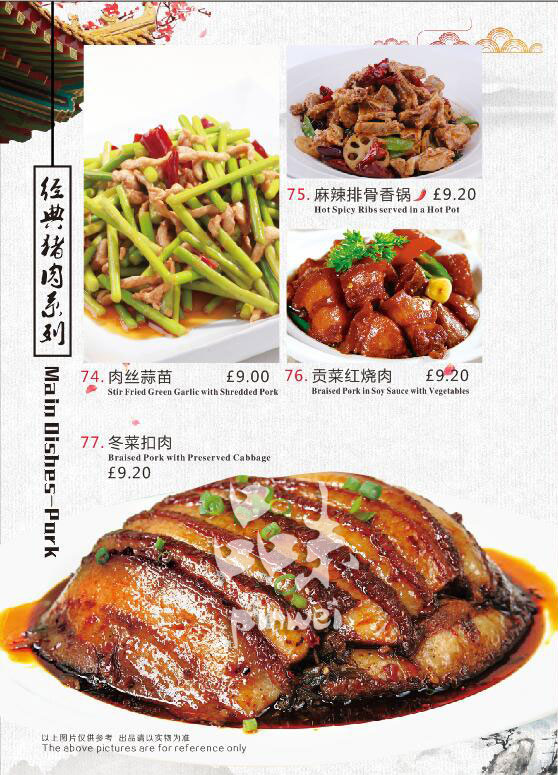 经典猪肉系列
Main Dishes-Pork
75. 麻辣排骨香锅 £9.20
Hot Spicy Ribs served in a Hot Pot
74. 肉丝蒜苗 £9.00
Stir Fried Green Garlic with Shredded Pork
76. 贡菜红烧肉 £9.20
Braised Pork in Soy Sauce with Vegetables
77. 冬菜扣肉
Braised Pork with Preserved Cabbage
£9.20
品味
pinwei
以上图片仅供参考 出品请以实物为准
The above pictures are for reference only